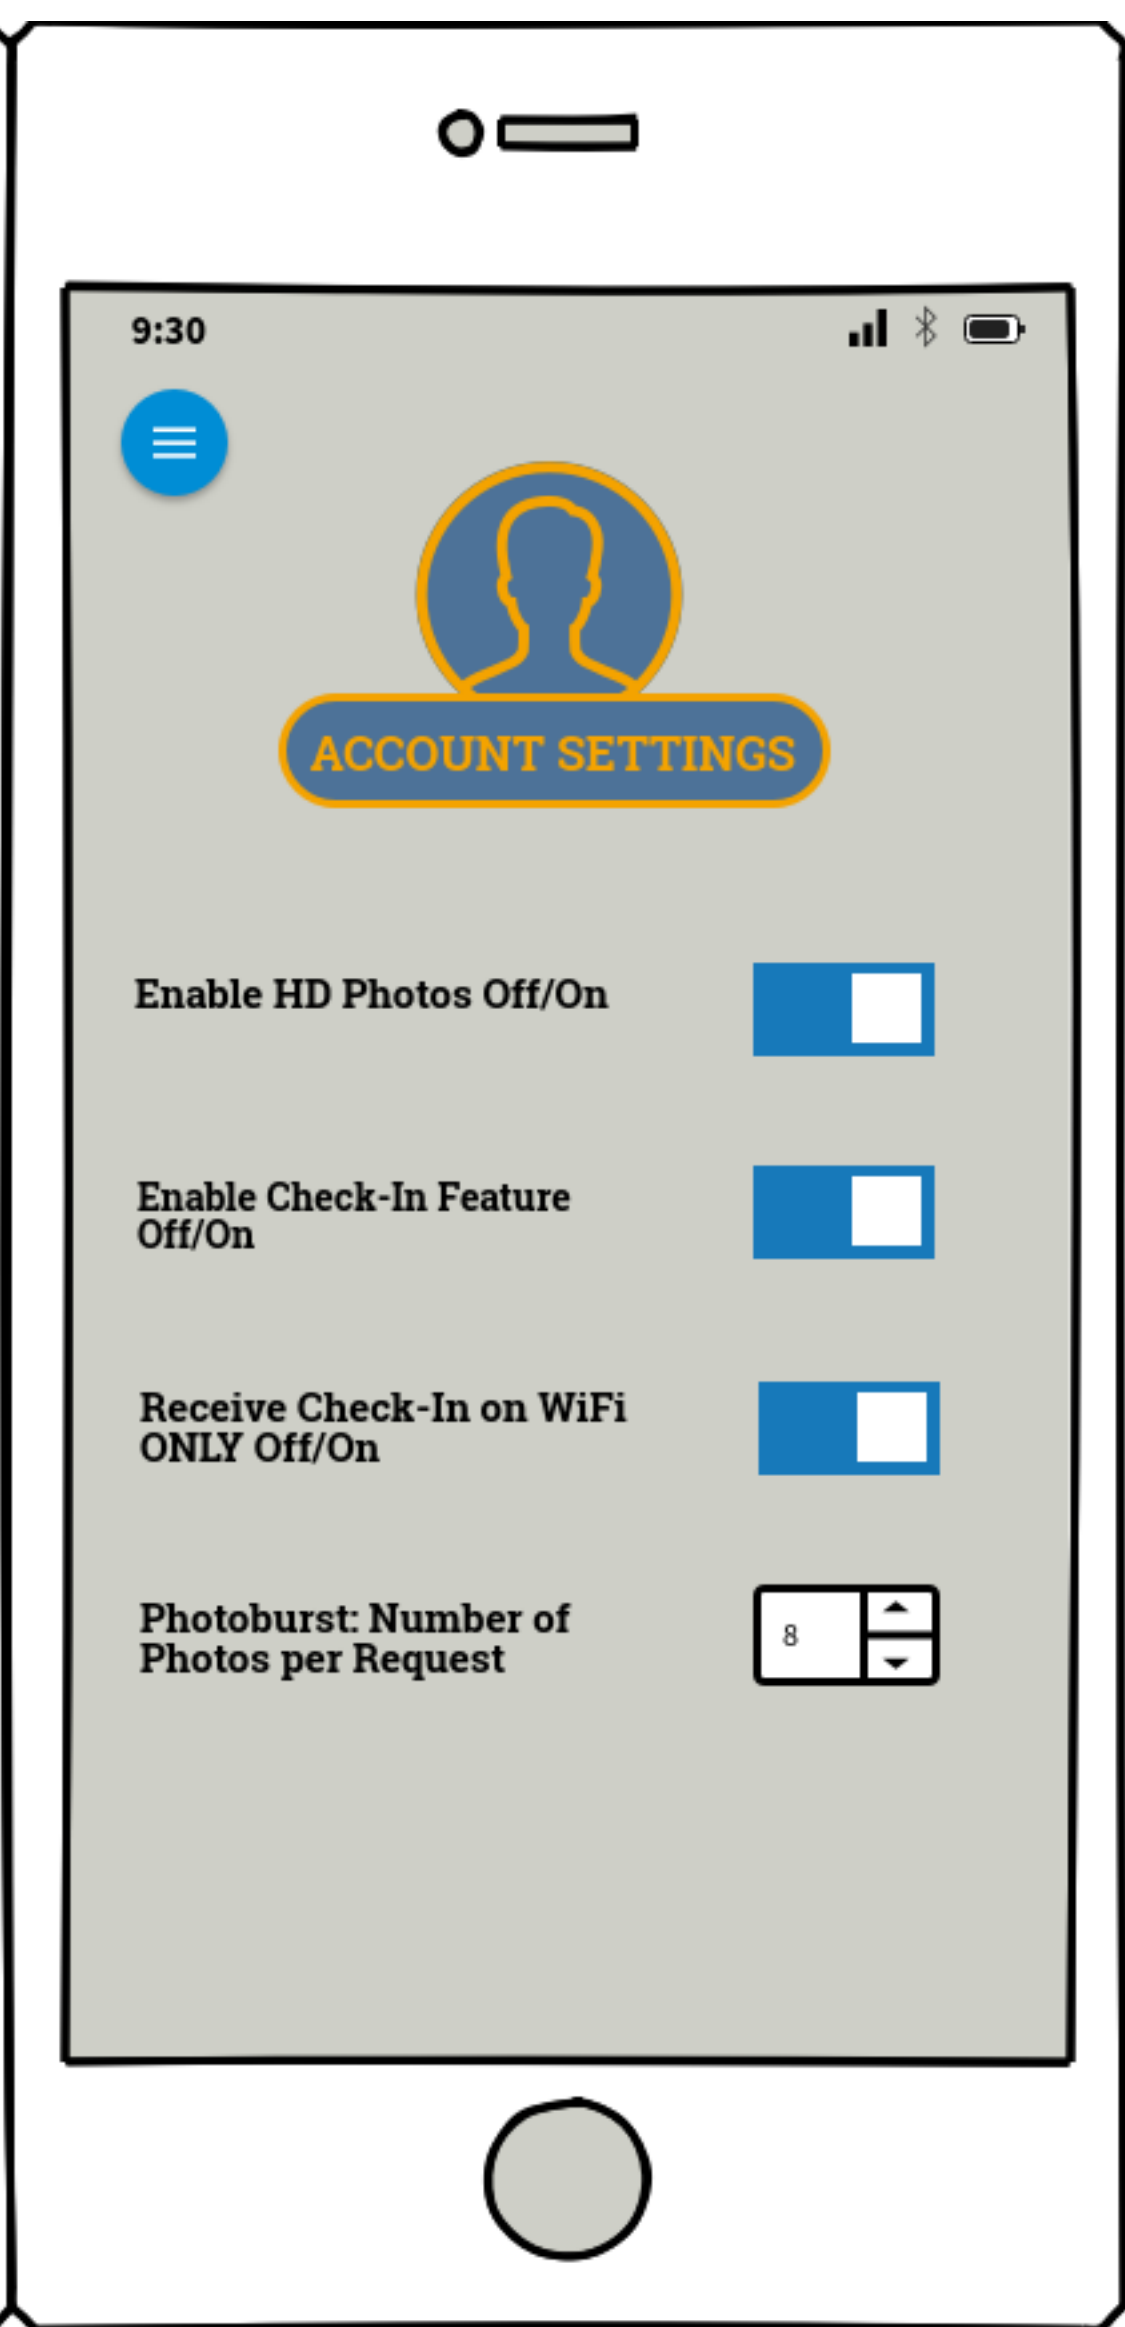 9:30
ACCOUNT SETTINGS
Enable HD Photos Off/On
Enable Check-In Feature
Off/On
Receive Check-In on WiFi
ONLY Off/On
Photoburst: Number of
Photos per Request
8